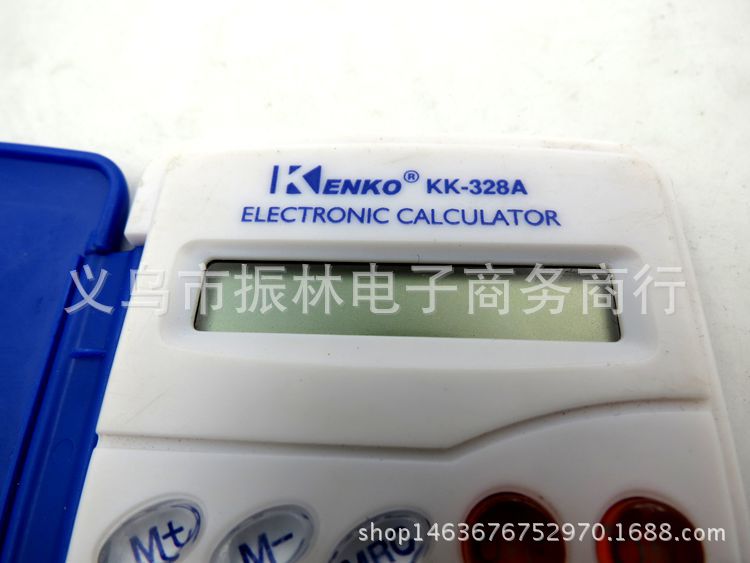 KENKO® KK-328A
ELECTRONIC CALCULATOR
义乌市振林电子商务商行
M+ M- MRC
shop1463676752970.1688.com